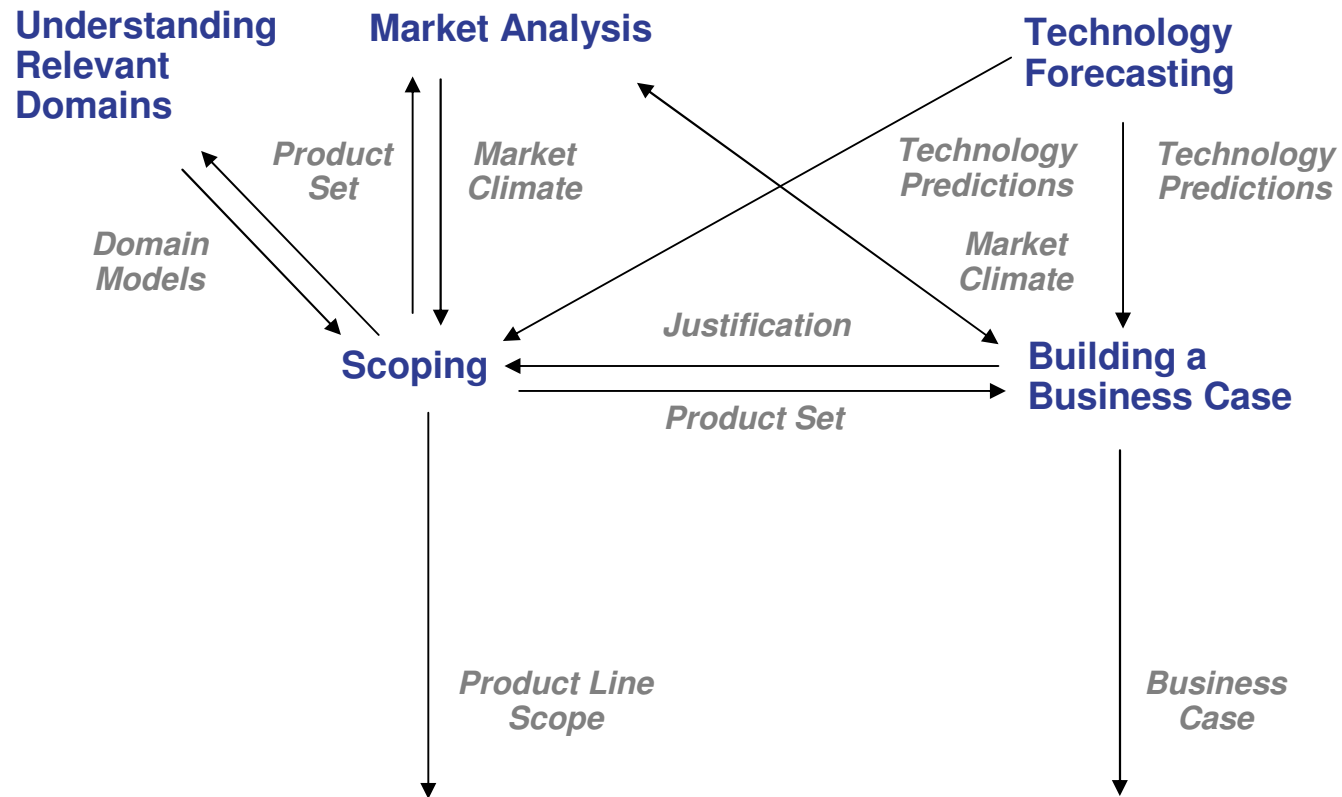 Understanding
Relevant
Domains
Market Analysis
Technology
Forecasting
Product
Set
Market
Climate
Technology
Predictions
Technology
Predictions
Domain
Models
Market
Climate
Justification
Scoping
Building a
Business Case
Product Set
Product Line
Scope
Business
Case